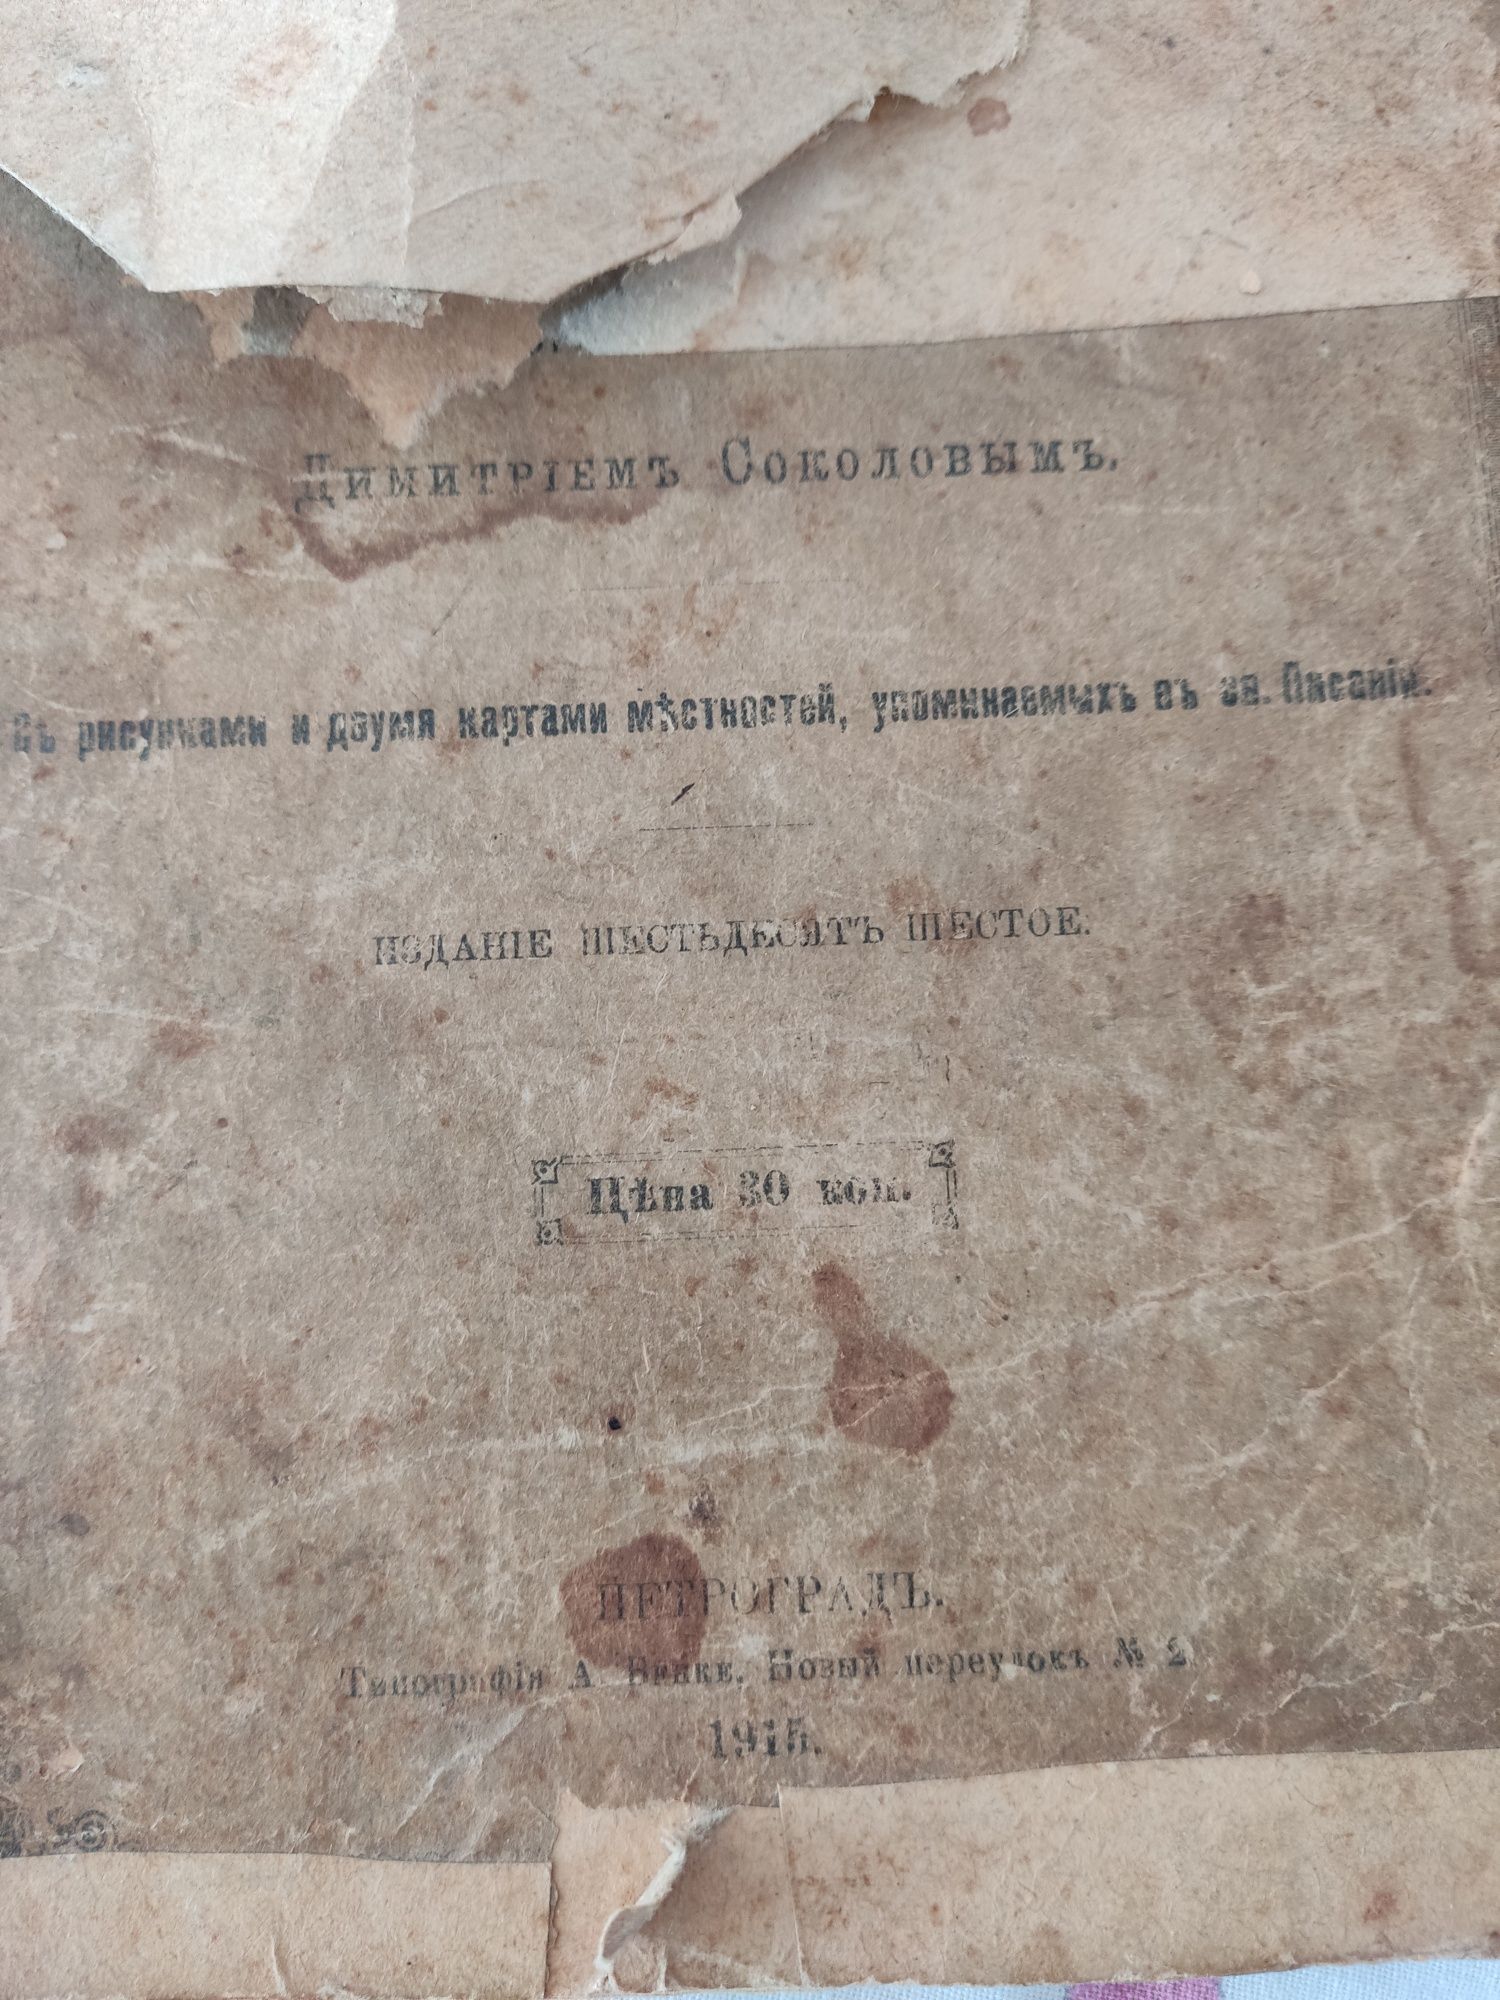 Димитріемъ Соколовымъ.
Съ рисунками и двумя картами мѣстностей, упоминаемыхъ въ св. Писаніи.
ИЗДАНІЕ ШЕСТЬДЕСЯТЪ ШЕСТОЕ.
Цѣна 30 коп.
ПЕТРОГРАДЪ.
Типографія А. Бенке, Новый переулокъ № 2
1915.